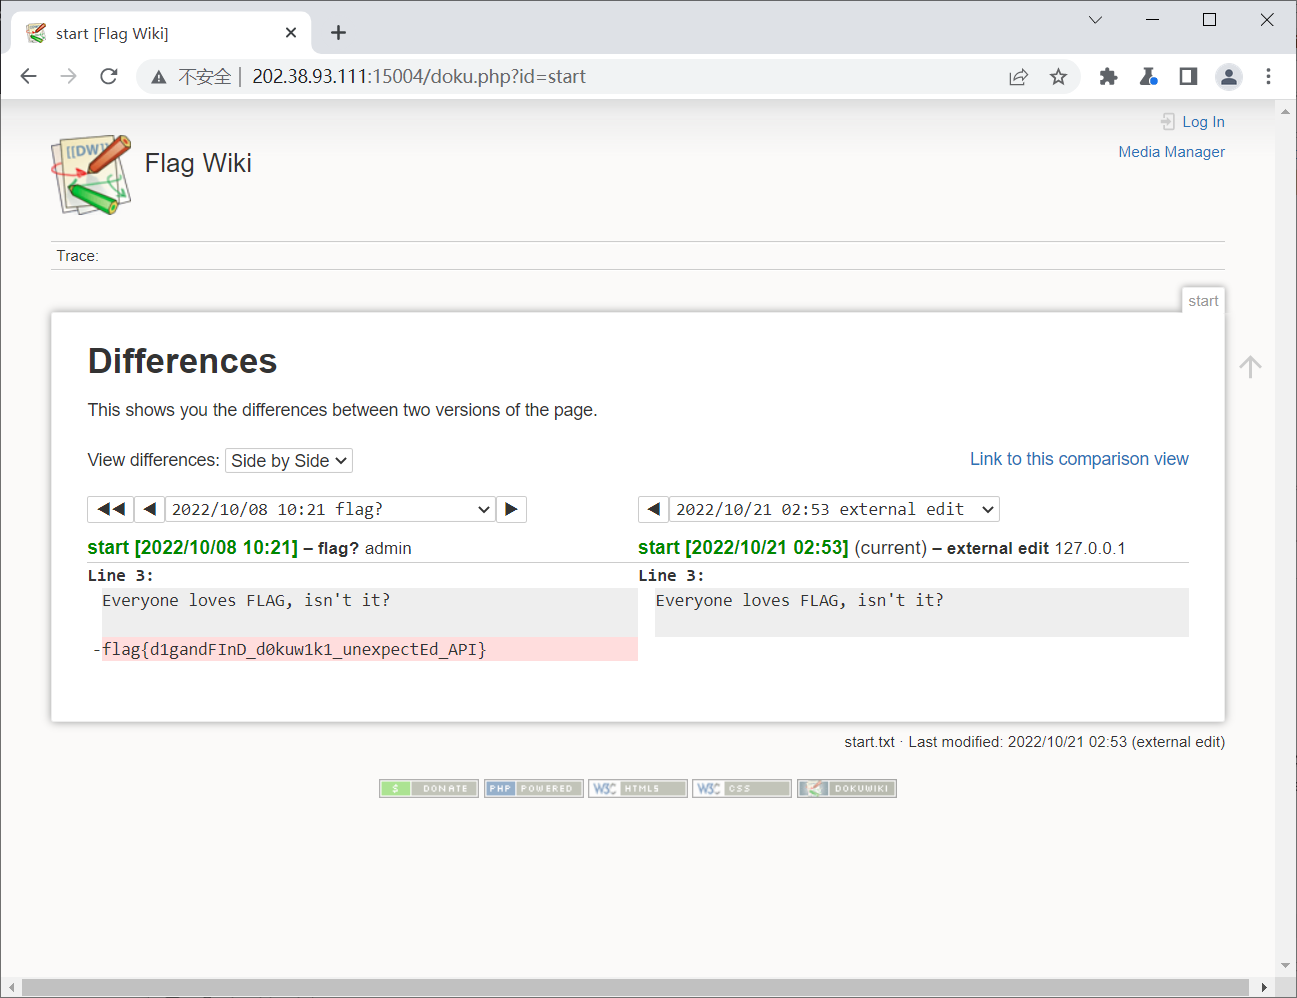 start [Flag Wiki]
不安全 | 202.38.93.111:15004/doku.php?id=start
Log In
[[DW]]
Flag Wiki
Media Manager
Trace:
start
Differences
This shows you the differences between two versions of the page.
View differences: Side by Side
Link to this comparison view
2022/10/08 10:21 flag?
2022/10/21 02:53 external edit
start [2022/10/08 10:21] – flag? admin
start [2022/10/21 02:53] (current) – external edit 127.0.0.1
Line 3:
Line 3:
Everyone loves FLAG, isn't it?
Everyone loves FLAG, isn't it?
-flag{d1gandFInD_d0kuw1k1_unexpectEd_API}
start.txt · Last modified: 2022/10/21 02:53 (external edit)
$ DONATE
PHP POWERED
W3C HTML5
W3C CSS
DOKUWIKI